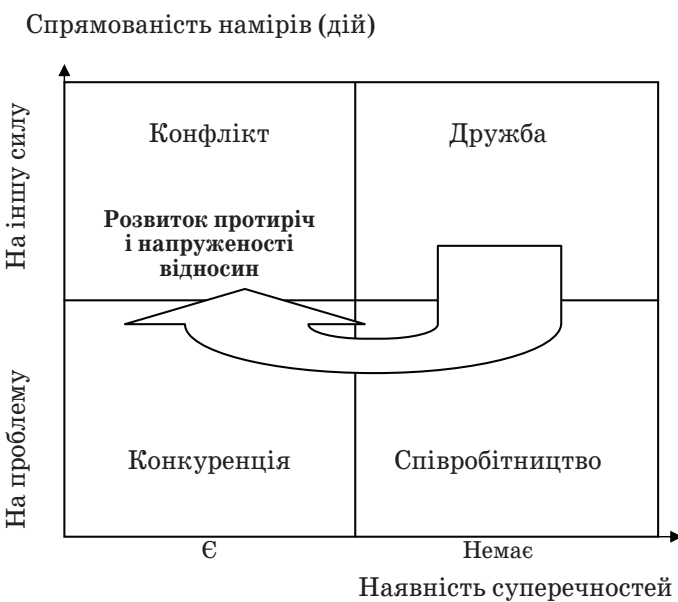 Спрямованість намірів (дій)
На іншу силу
Конфлікт
Дружба
Розвиток протиріч
і напруженості
відносин
На проблему
Конкуренція
Співробітництво
Є
Немає
Наявність суперечностей